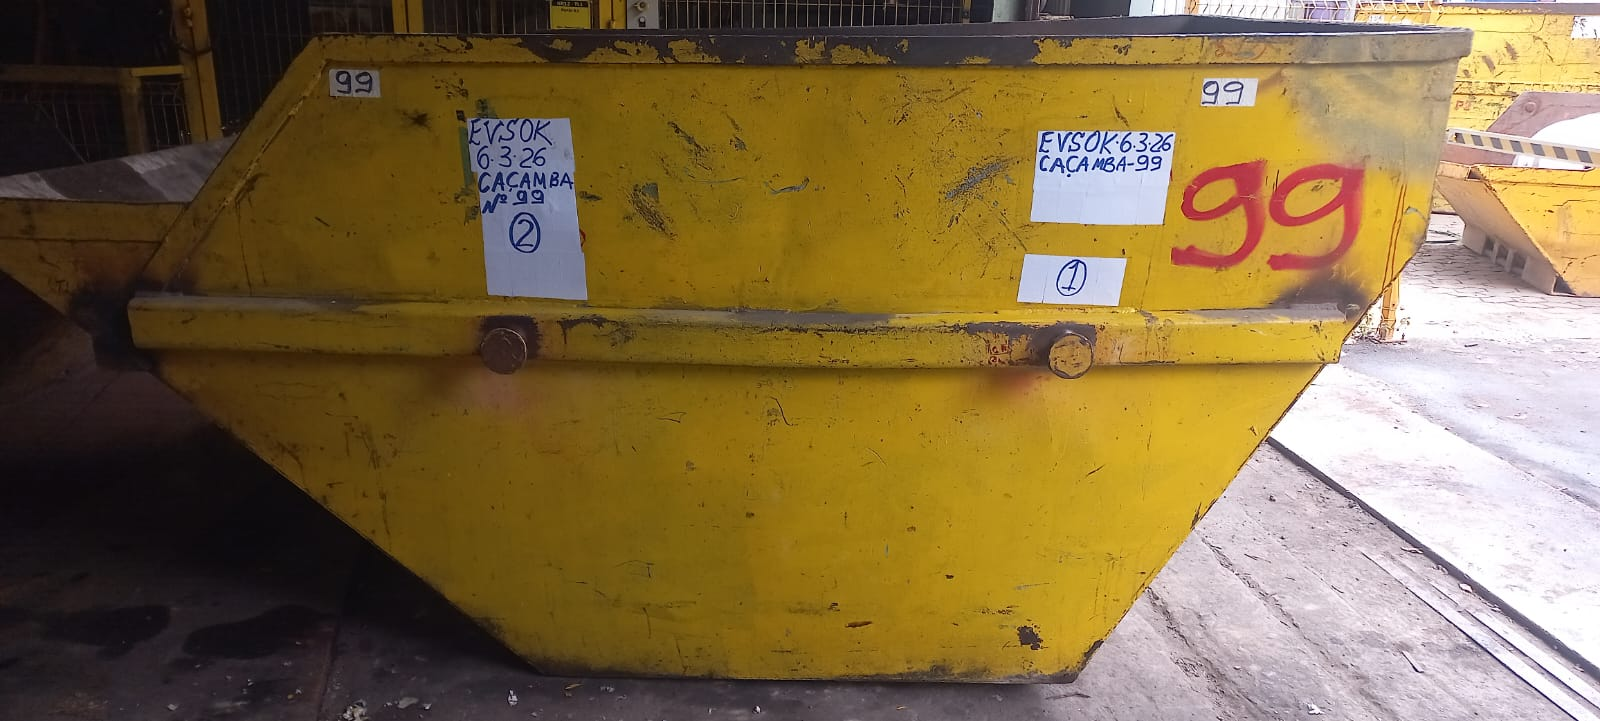 99
99
EVSOK
6.3.26
CAÇAMBA
Nº 99
2
EVSOK.6.3.26
CAÇAMBA-99
1
99